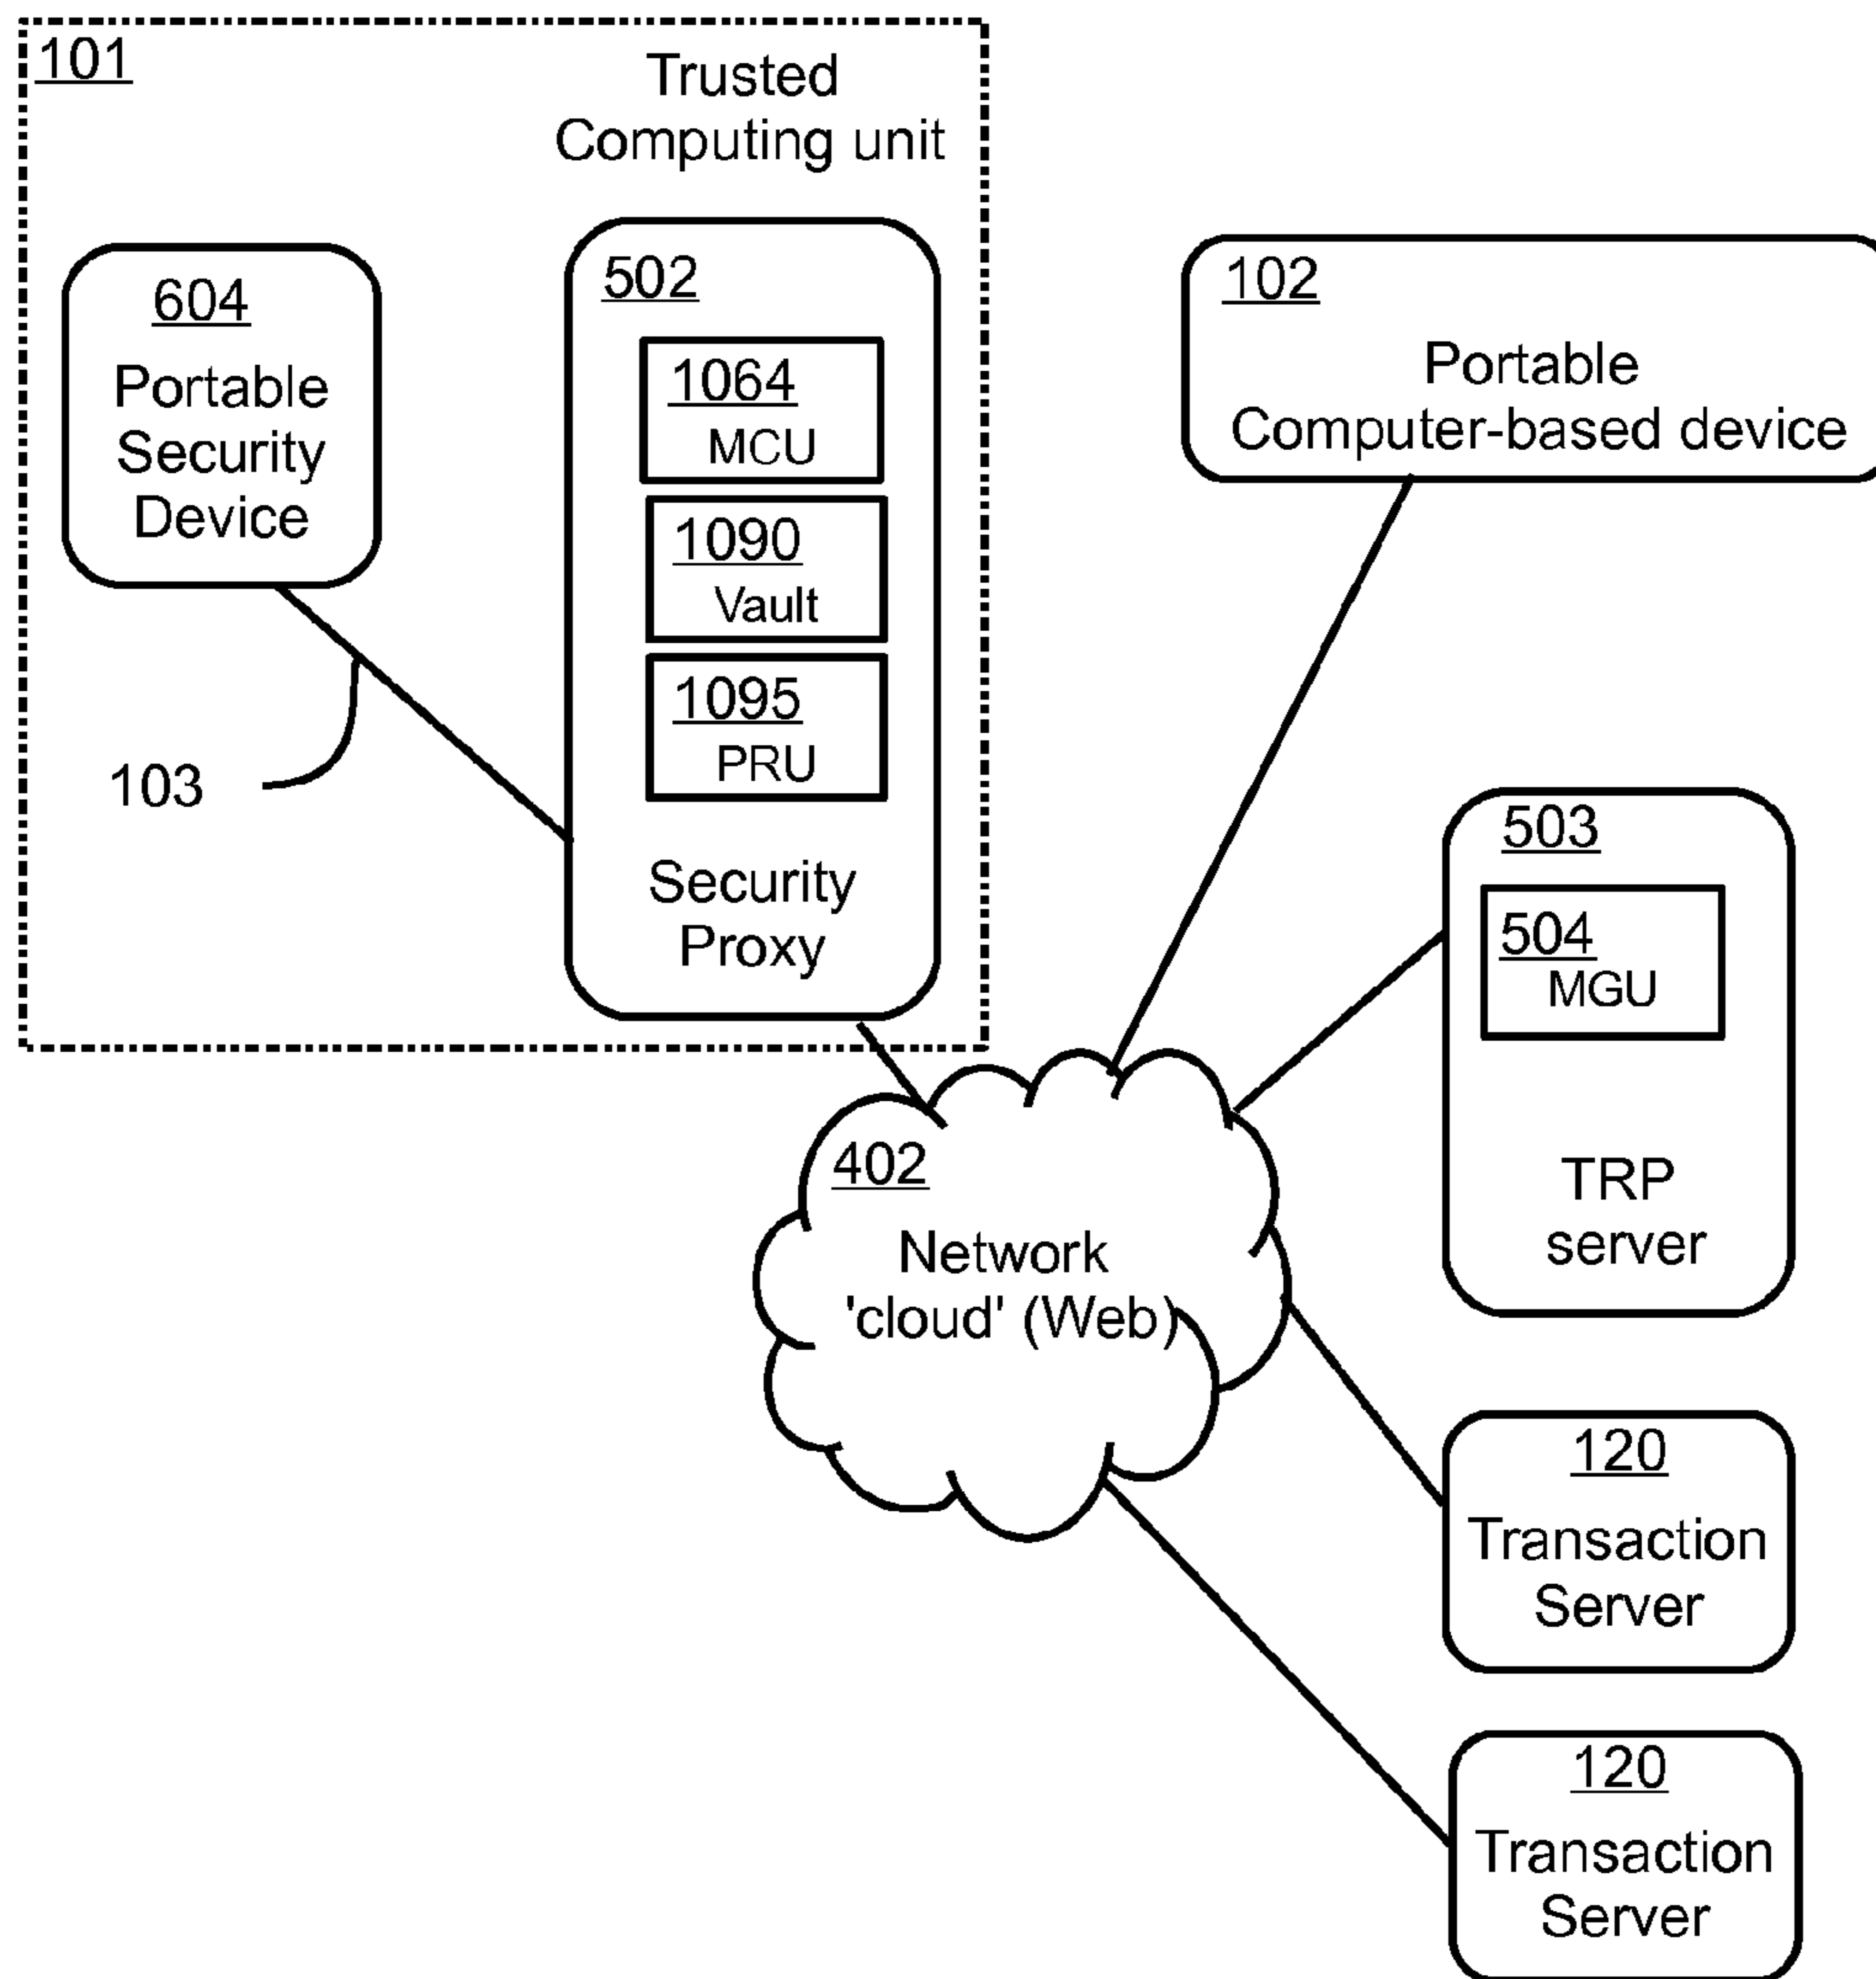 101
Trusted
Computing unit
604
Portable
Security
Device
502
1064
MCU
1090
Vault
1095
PRU
Security
Proxy
103
102
Portable
Computer-based device
503
504
MGU
TRP
server
402
Network
'cloud' (Web)
120
Transaction
Server
120
Transaction
Server